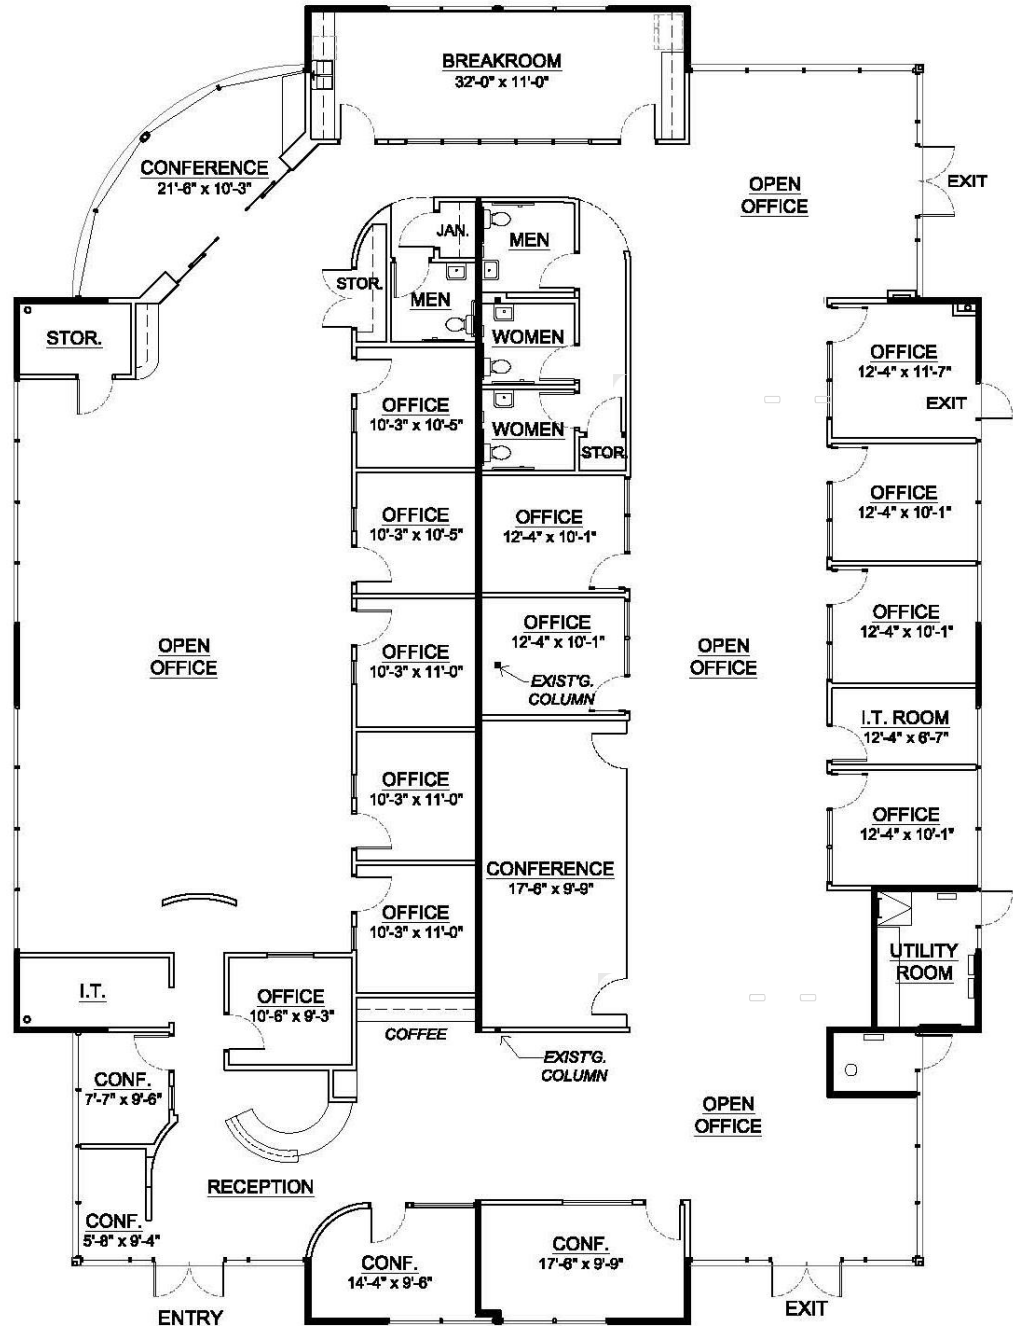 BREAKROOM
32'-0" x 11'-0"
CONFERENCE
21'-6" x 10'-3"
OPEN
OFFICE
EXIT
JAN.
MEN
STOR.
MEN
STOR.
WOMEN
OFFICE
12'-4" x 11'-7"
EXIT
OFFICE
10'-3" x 10'-5"
WOMEN
STOR.
OFFICE
12'-4" x 10'-1"
OFFICE
10'-3" x 10'-5"
OFFICE
12'-4" x 10'-1"
OFFICE
12'-4" x 10'-1"
OFFICE
12'-4" x 10'-1"
OPEN
OFFICE
OFFICE
10'-3" x 11'-0"
EXIST'G.
COLUMN
OPEN
OFFICE
I.T. ROOM
12'-4" x 6'-7"
OFFICE
10'-3" x 11'-0"
OFFICE
12'-4" x 10'-1"
CONFERENCE
17'-6" x 9'-9"
OFFICE
10'-3" x 11'-0"
UTILITY
ROOM
I.T.
OFFICE
10'-6" x 9'-3"
COFFEE
EXIST'G.
COLUMN
CONF.
7'-7" x 9'-6"
OPEN
OFFICE
RECEPTION
CONF.
5'-8" x 9'-4"
CONF.
14'-4" x 9'-6"
CONF.
17'-6" x 9'-9"
ENTRY
EXIT